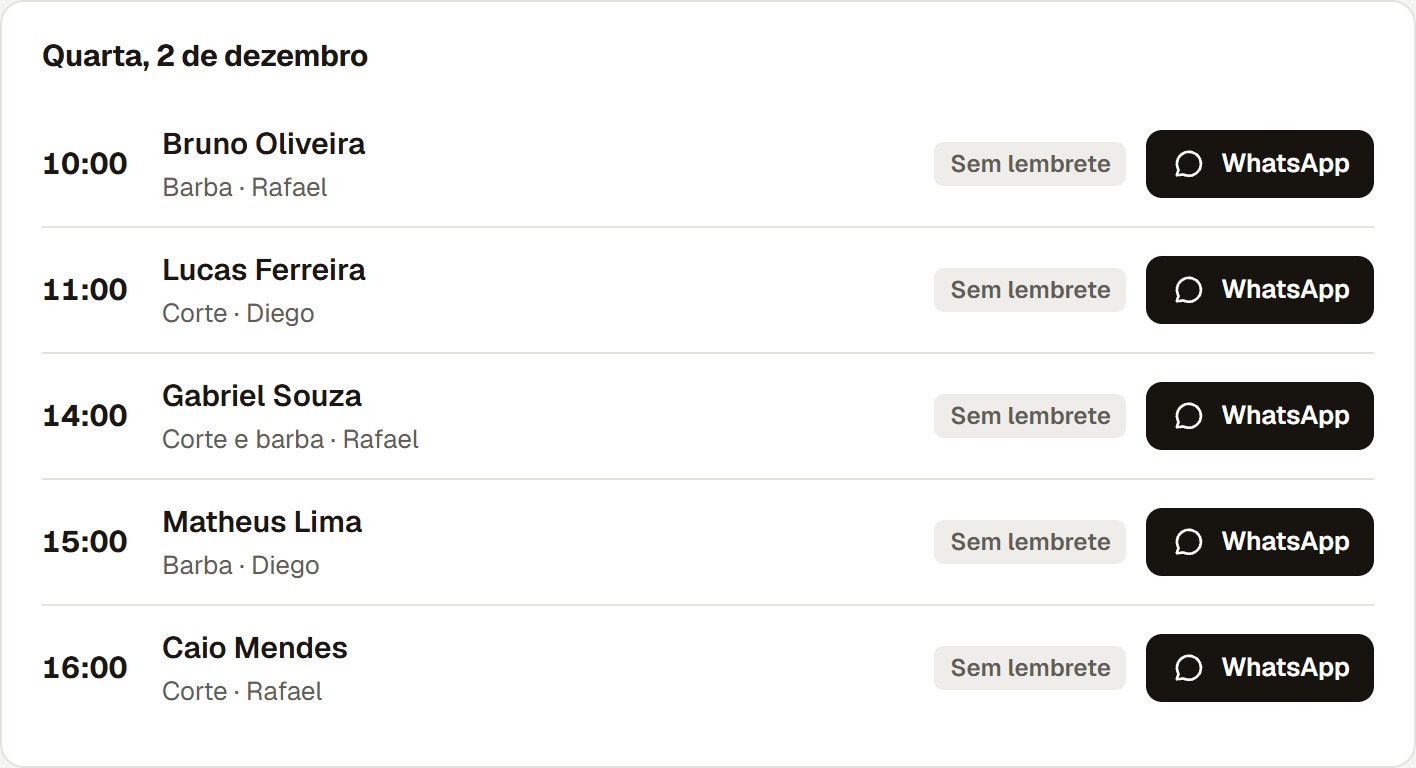 Quarta, 2 de dezembro
10:00
Bruno Oliveira
Barba · Rafael
Sem lembrete
WhatsApp
11:00
Lucas Ferreira
Corte · Diego
Sem lembrete
WhatsApp
14:00
Gabriel Souza
Corte e barba · Rafael
Sem lembrete
WhatsApp
15:00
Matheus Lima
Barba · Diego
Sem lembrete
WhatsApp
16:00
Caio Mendes
Corte · Rafael
Sem lembrete
WhatsApp